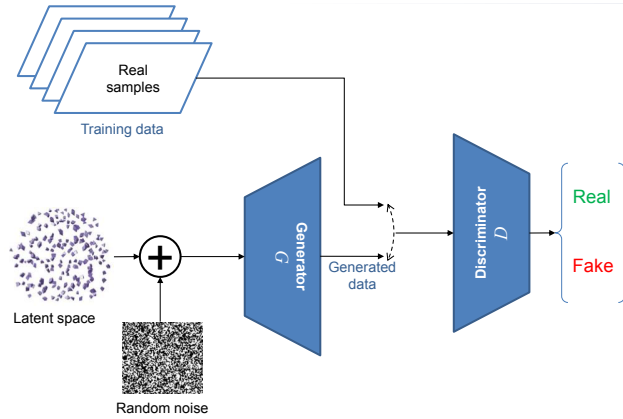 Real
samples
Training data
Generator
G
Generated
data
Discriminator
D
Real
Fake
Latent space
+
Random noise